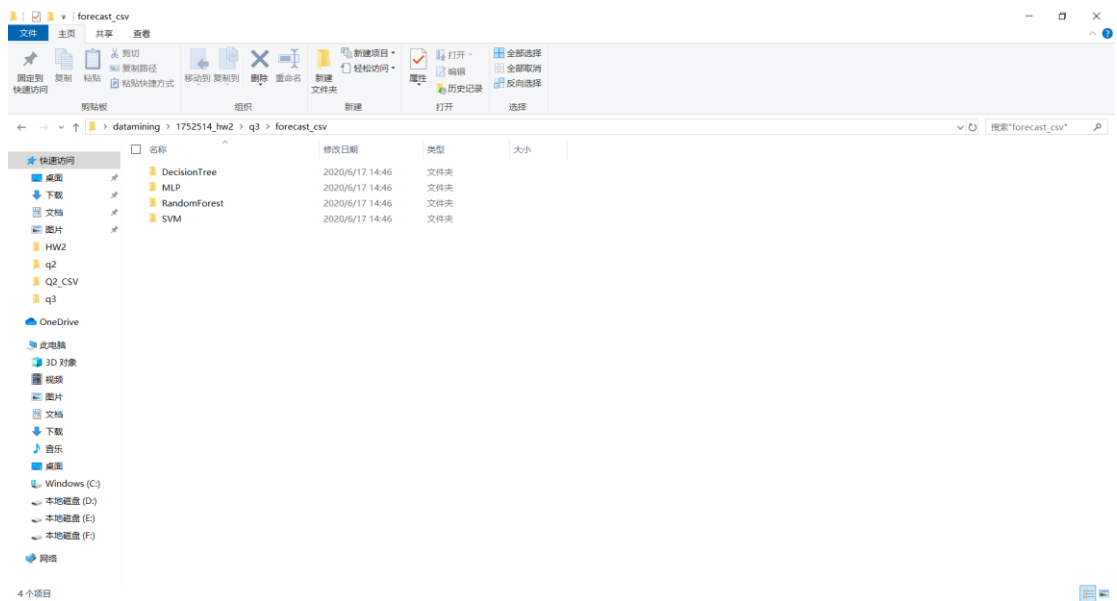 forecast_csv
文件 主页 共享 查看
固定到快速访问 复制 粘贴 剪切 复制路径 粘贴快捷方式 移动到 复制到 删除 重命名 新建文件夹 新建项目 轻松访问 属性 打开 编辑 历史记录 全部选择 全部取消 反向选择
剪贴板 组织 新建 打开 选择
datamining > 1752514_hw2 > q3 > forecast_csv 搜索"forecast_csv"
名称 修改日期 类型 大小
DecisionTree 2020/6/17 14:46 文件夹
MLP 2020/6/17 14:46 文件夹
RandomForest 2020/6/17 14:46 文件夹
SVM 2020/6/17 14:46 文件夹
快速访问
桌面
下载
文档
图片
HW2
q2
Q2_CSV
q3
OneDrive
此电脑
3D 对象
视频
图片
文档
下载
音乐
桌面
Windows (C:)
本地磁盘 (D:)
本地磁盘 (E:)
本地磁盘 (F:)
网络
4 个项目